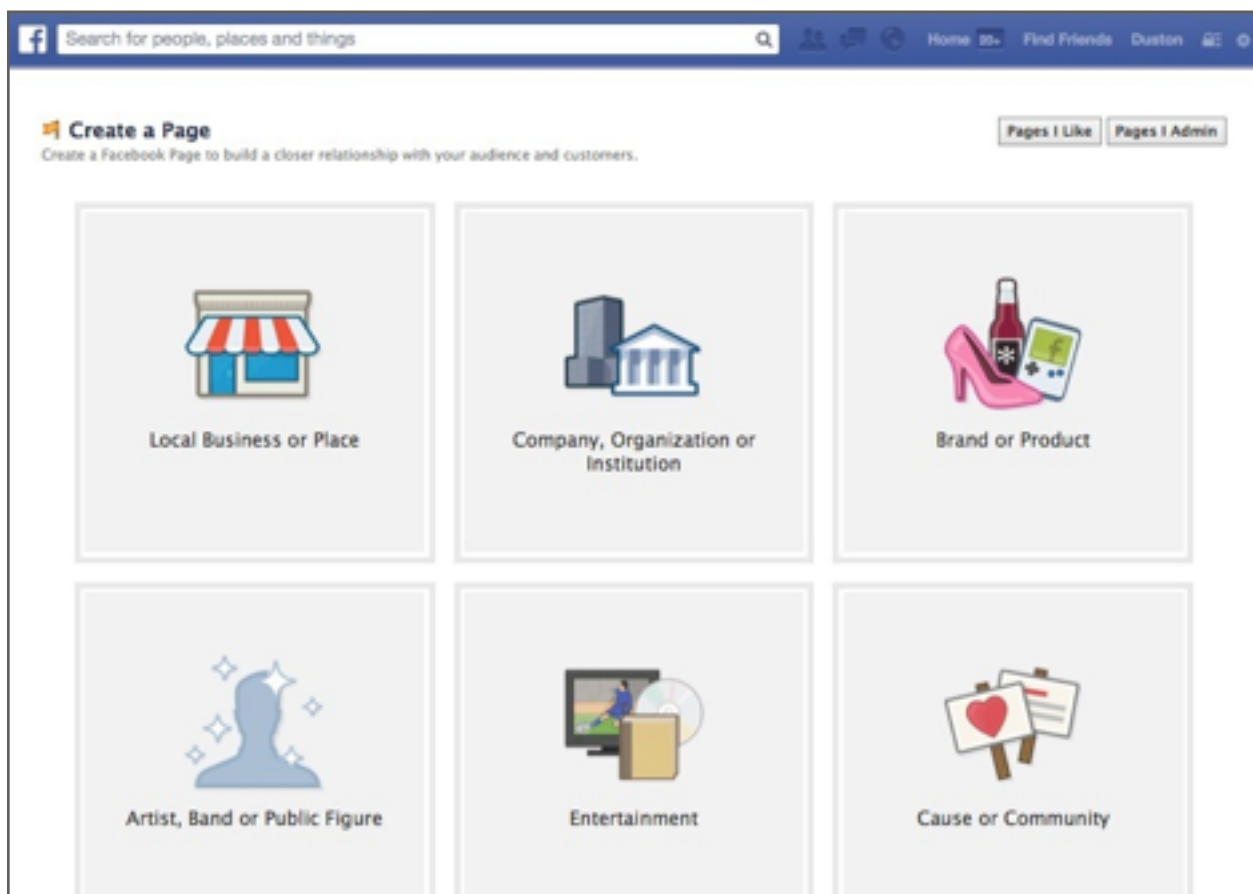 f Search for people, places and things Home 20+ Find Friends Duston
Create a Page Pages I Like Pages I Admin
Create a Facebook Page to build a closer relationship with your audience and customers.
Local Business or Place
Company, Organization or
Institution
Brand or Product
Artist, Band or Public Figure
Entertainment
Cause or Community